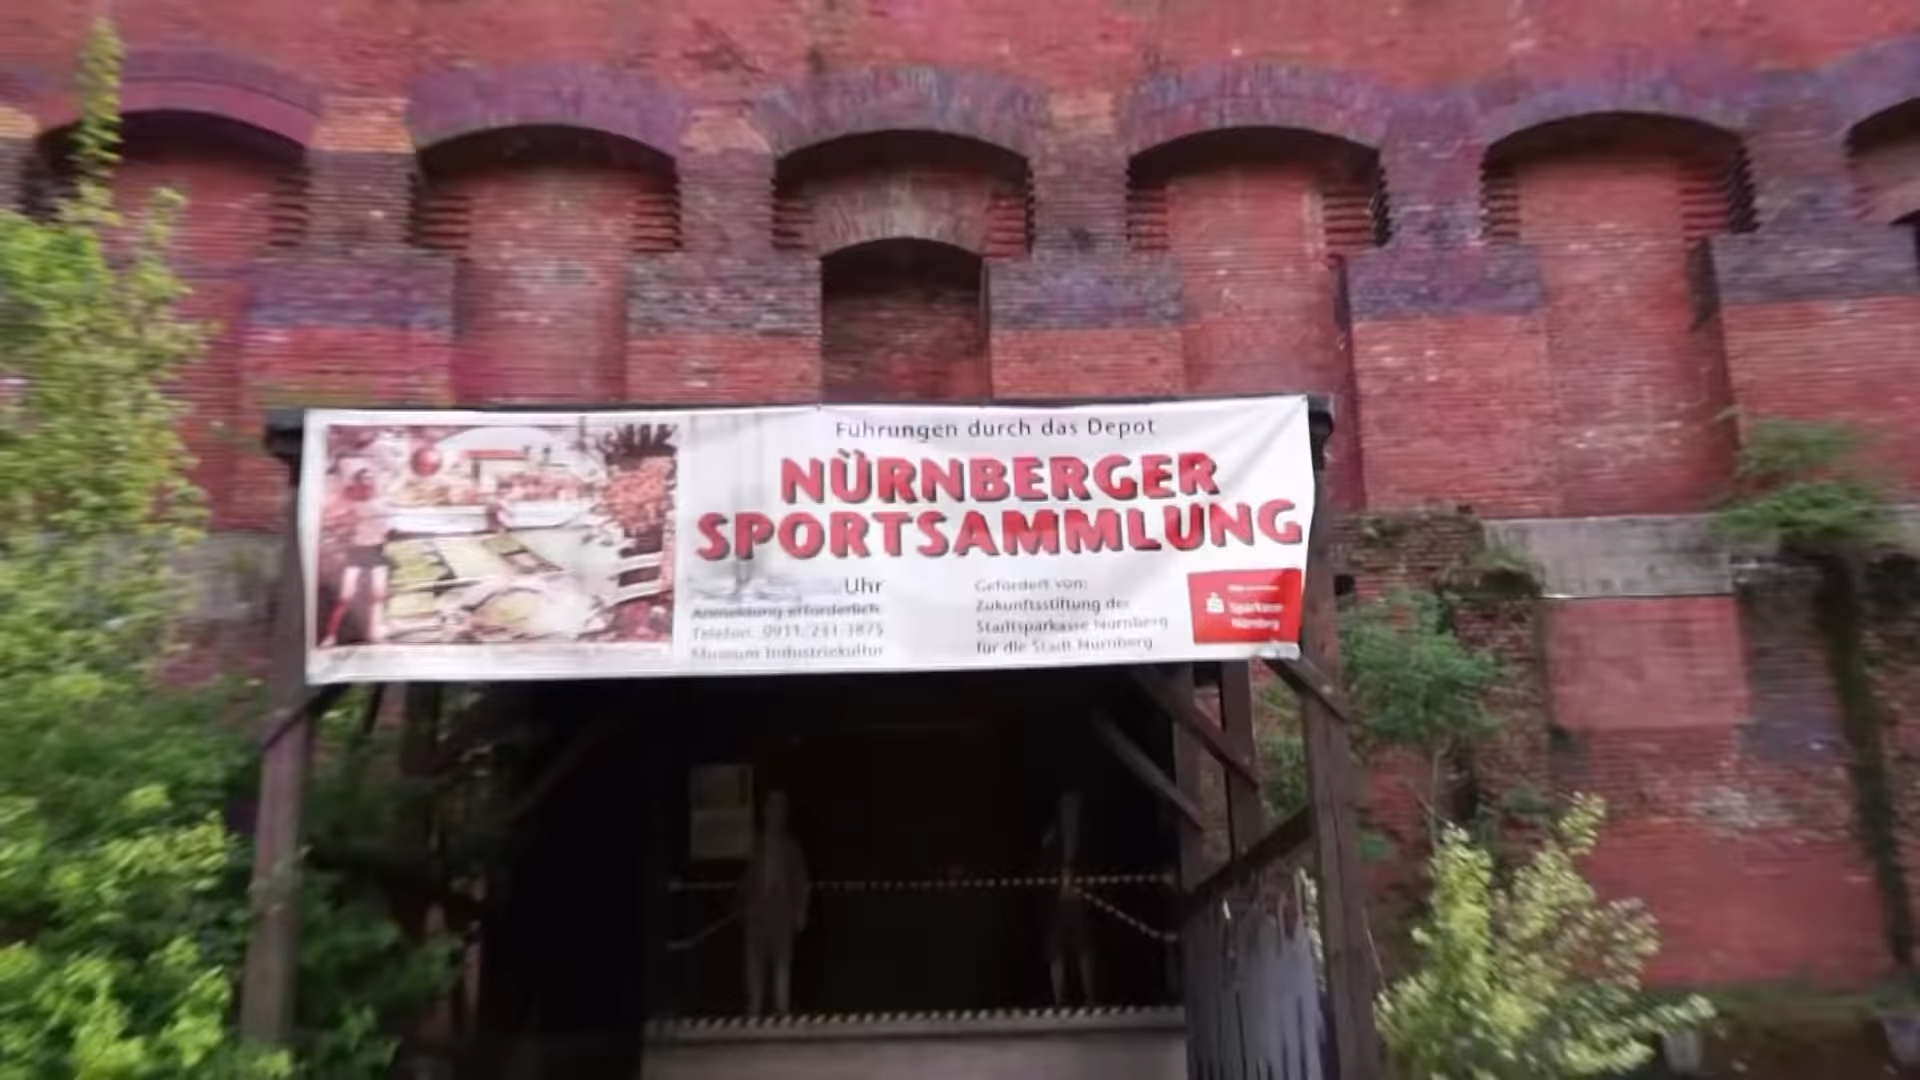 Führungen durch das Depot
NÜRNBERGER
SPORTSAMMLUNG
Uhr
Anmeldung erforderlich
Telefon: 0911/231 3875
Museum Industriekultur
Gefördert von:
Zukunftsstiftung der
Stadtsparkasse Nürnberg
für die Stadt Nürnberg
Sparkasse
Nürnberg